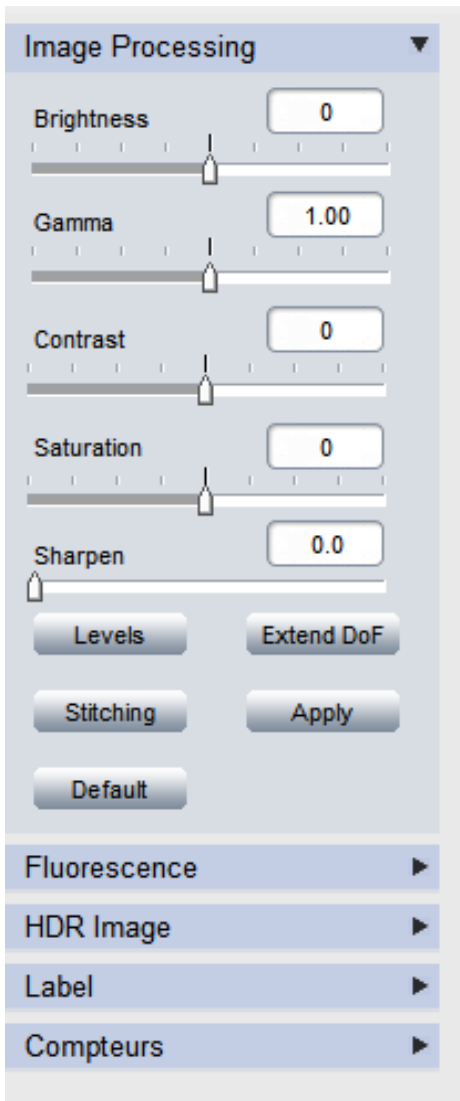 Image Processing
Brightness 0
Gamma 1.00
Contrast 0
Saturation 0
Sharpen 0.0
Levels Extend DoF
Stitching Apply
Default
Fluorescence
HDR Image
Label
Compteurs